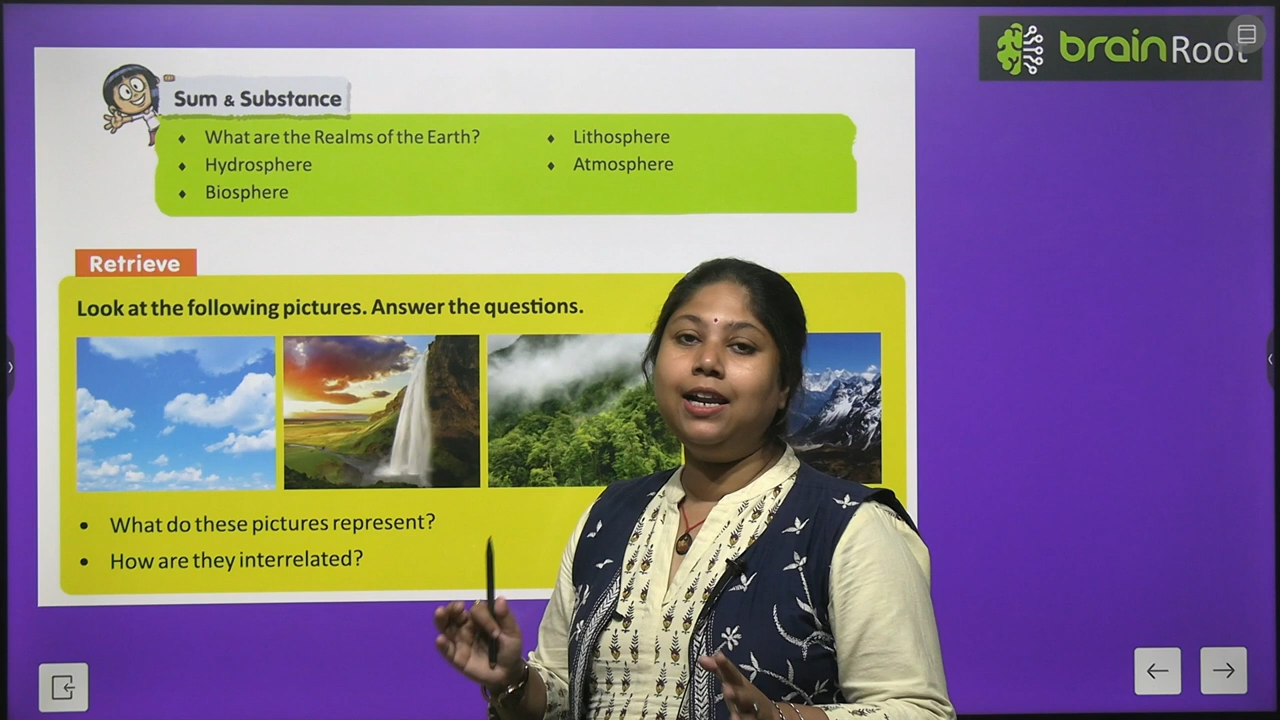 brainRoot
Sum & Substance
What are the Realms of the Earth?
Hydrosphere
Biosphere
Lithosphere
Atmosphere
Retrieve
Look at the following pictures. Answer the questions.
What do these pictures represent?
How are they interrelated?